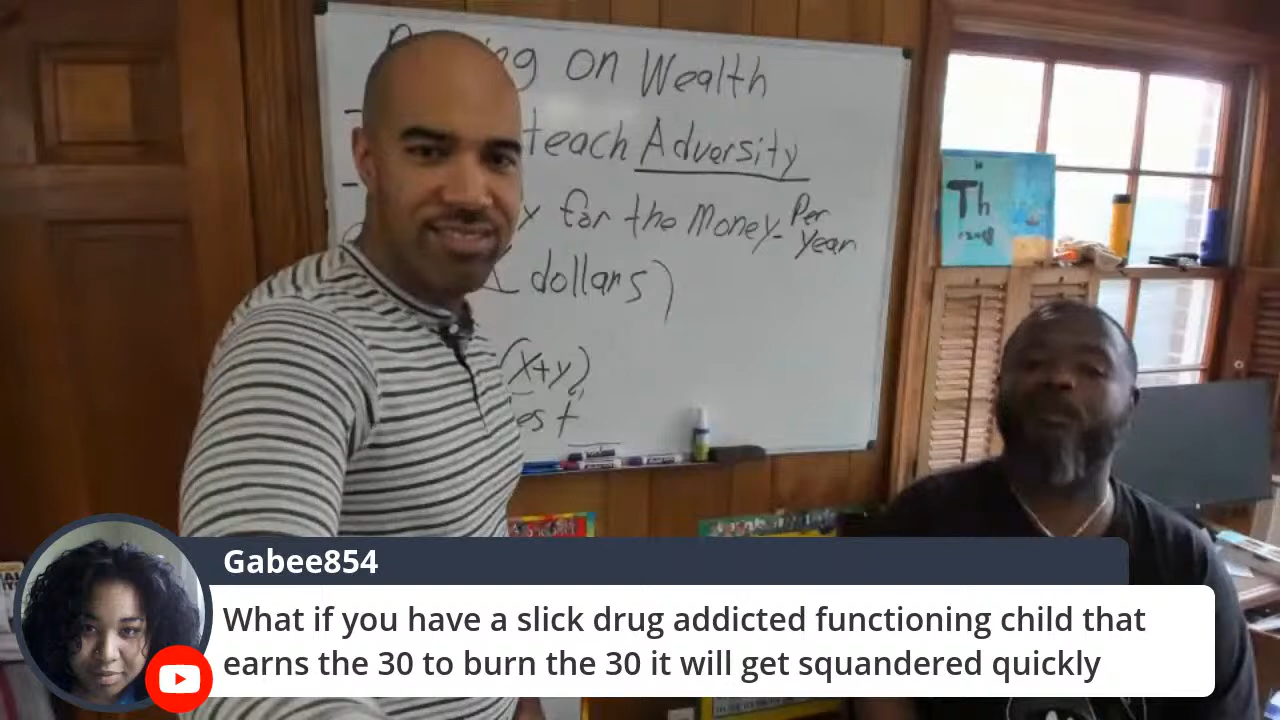 on Wealth
teach Adversity
for the Money- Per Year
dollars)
(x+y)
Th
Gabee854
What if you have a slick drug addicted functioning child that
earns the 30 to burn the 30 it will get squandered quickly